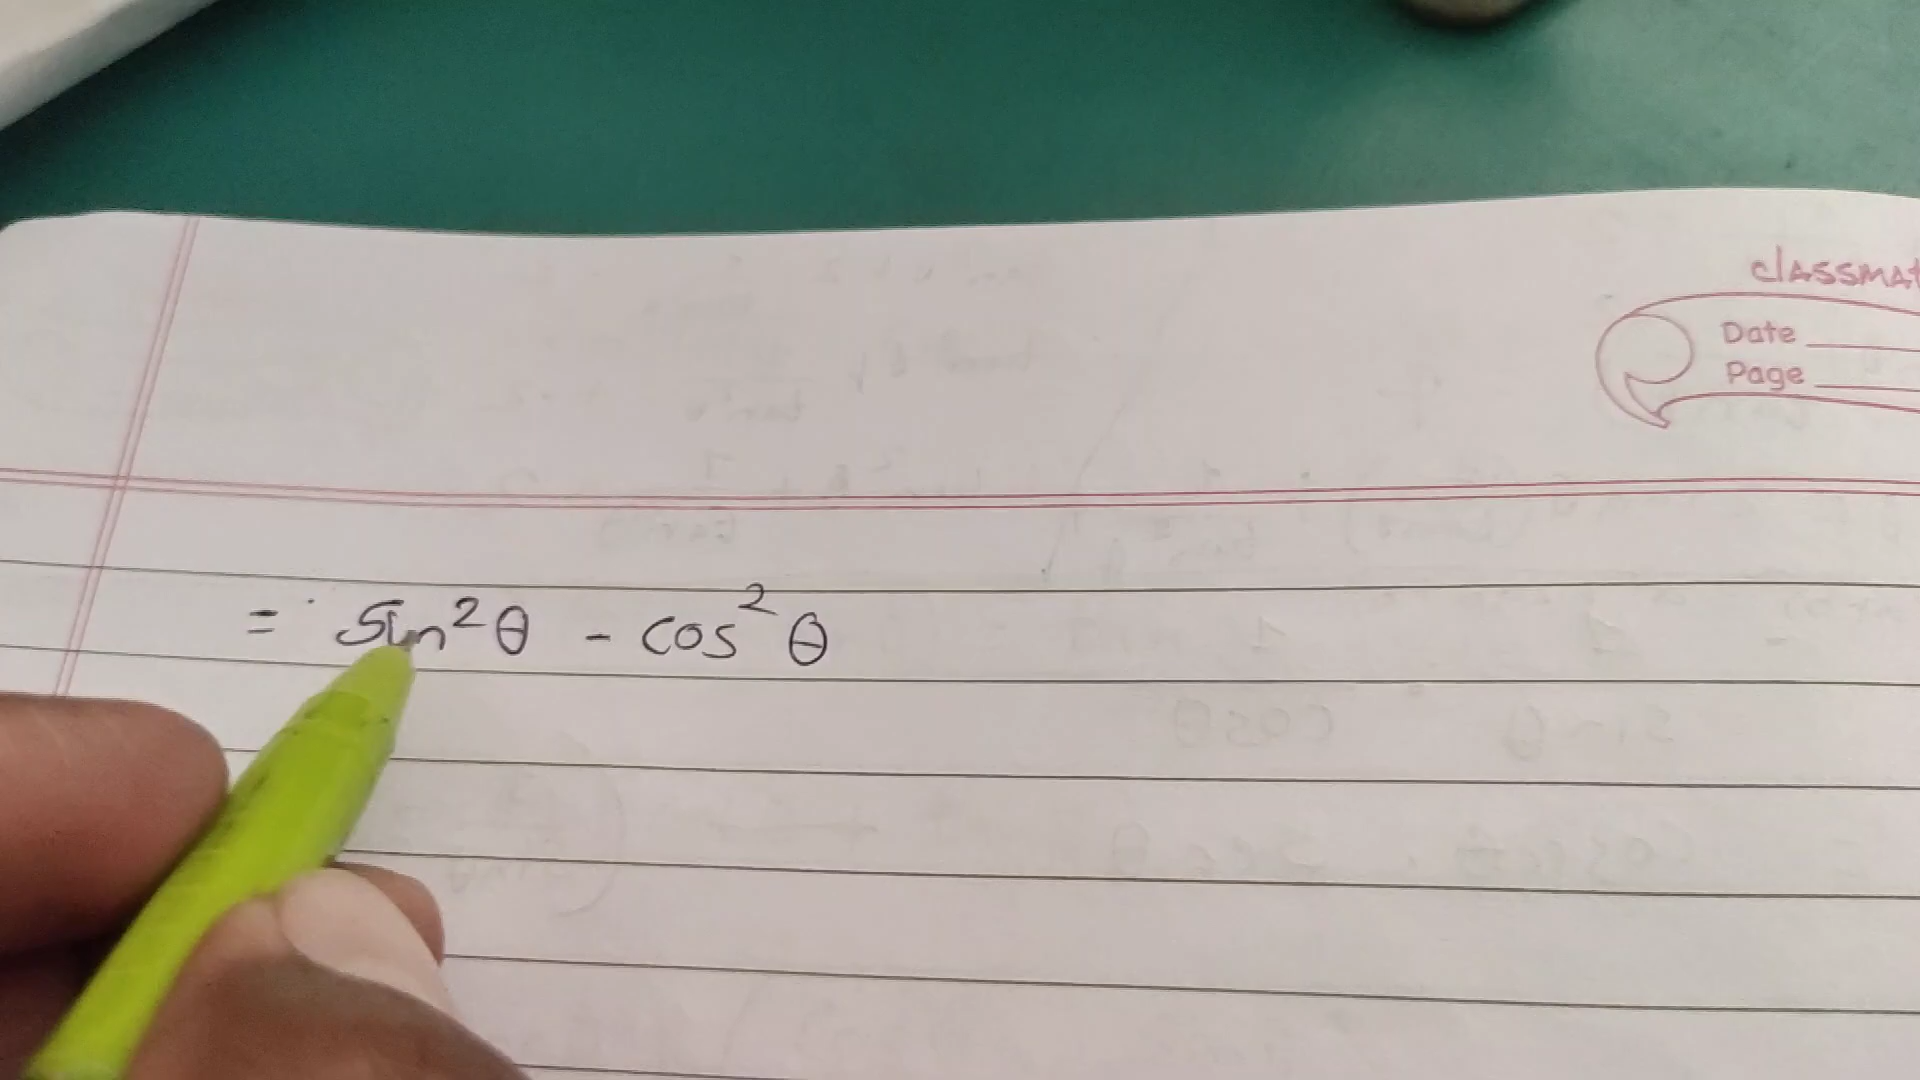 classmat
Date
Page
= sin²θ - cos²θ